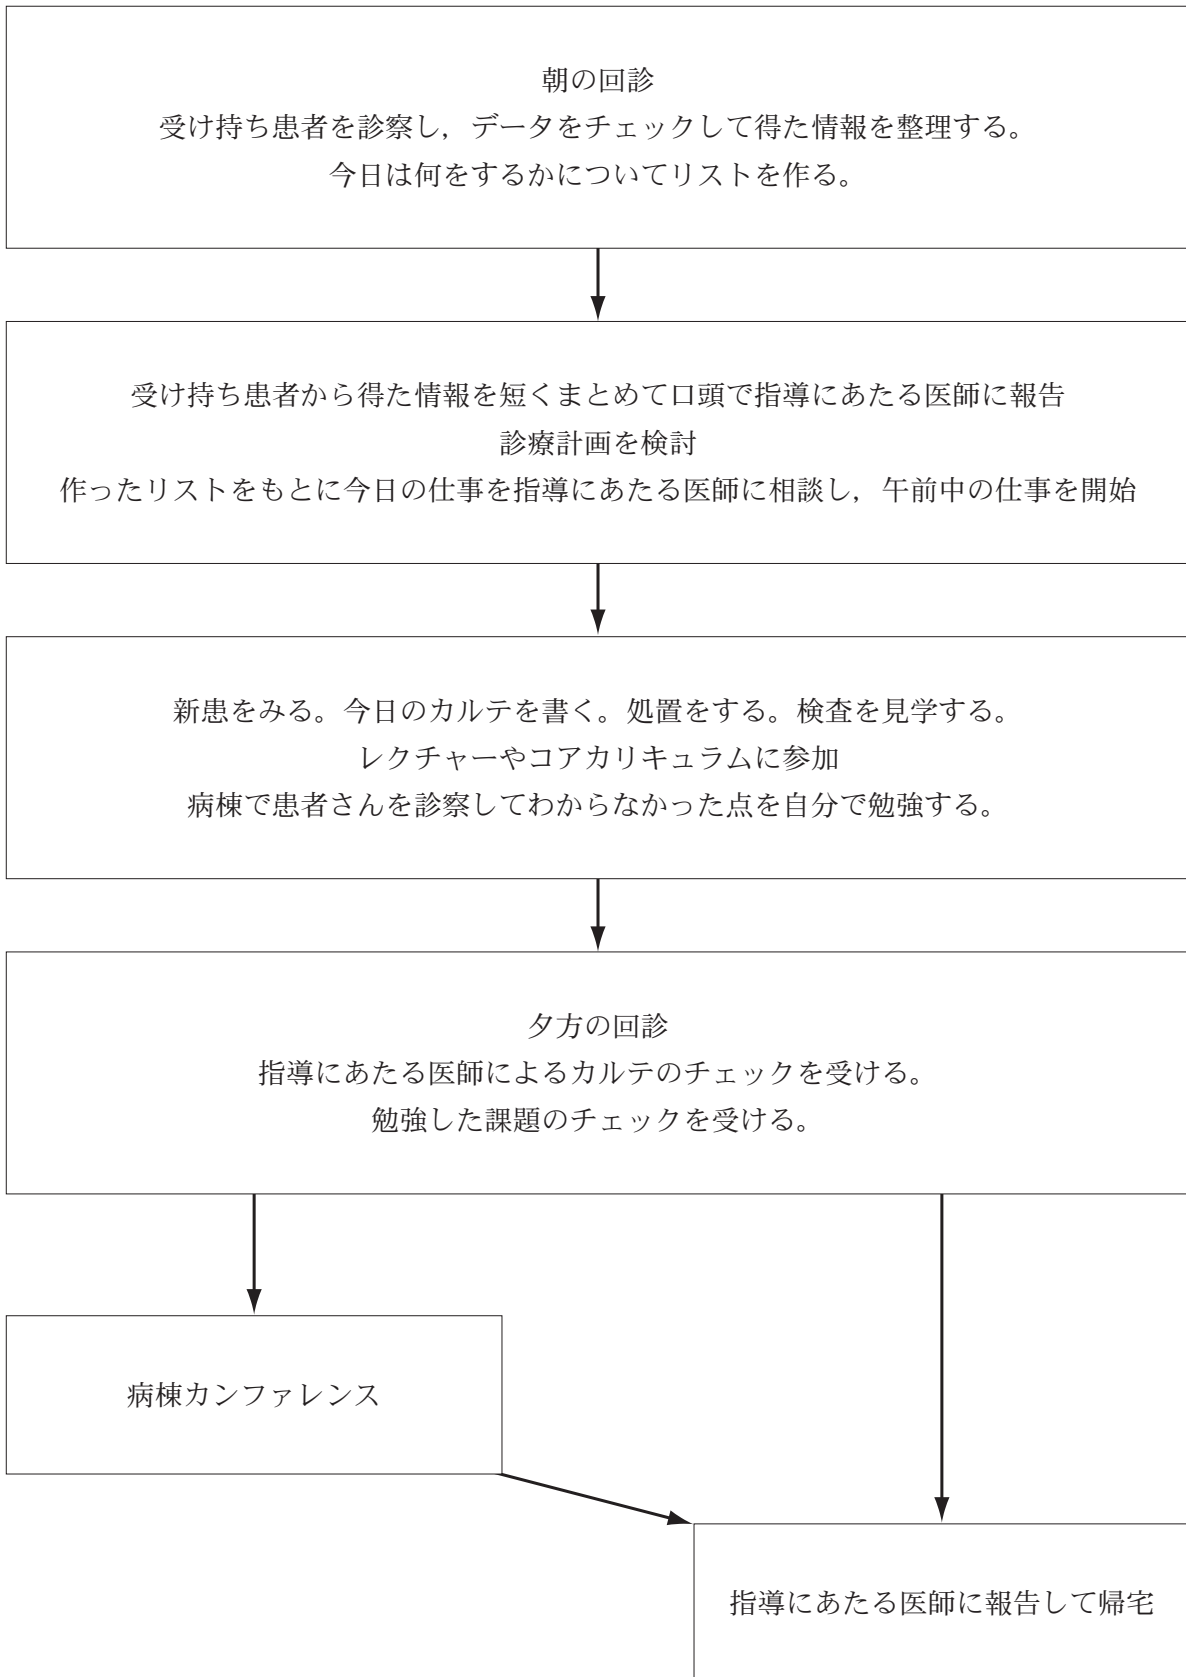 朝の回診
受け持ち患者を診察し，データをチェックして得た情報を整理する。
今日は何をするかについてリストを作る。
受け持ち患者から得た情報を短くまとめて口頭で指導にあたる医師に報告
診療計画を検討
作ったリストをもとに今日の仕事を指導にあたる医師に相談し，午前中の仕事を開始
新患をみる。今日のカルテを書く。処置をする。検査を見学する。
レクチャーやコアカリキュラムに参加
病棟で患者さんを診察してわからなかった点を自分で勉強する。
夕方の回診
指導にあたる医師によるカルテのチェックを受ける。
勉強した課題のチェックを受ける。
病棟カンファレンス
指導にあたる医師に報告して帰宅